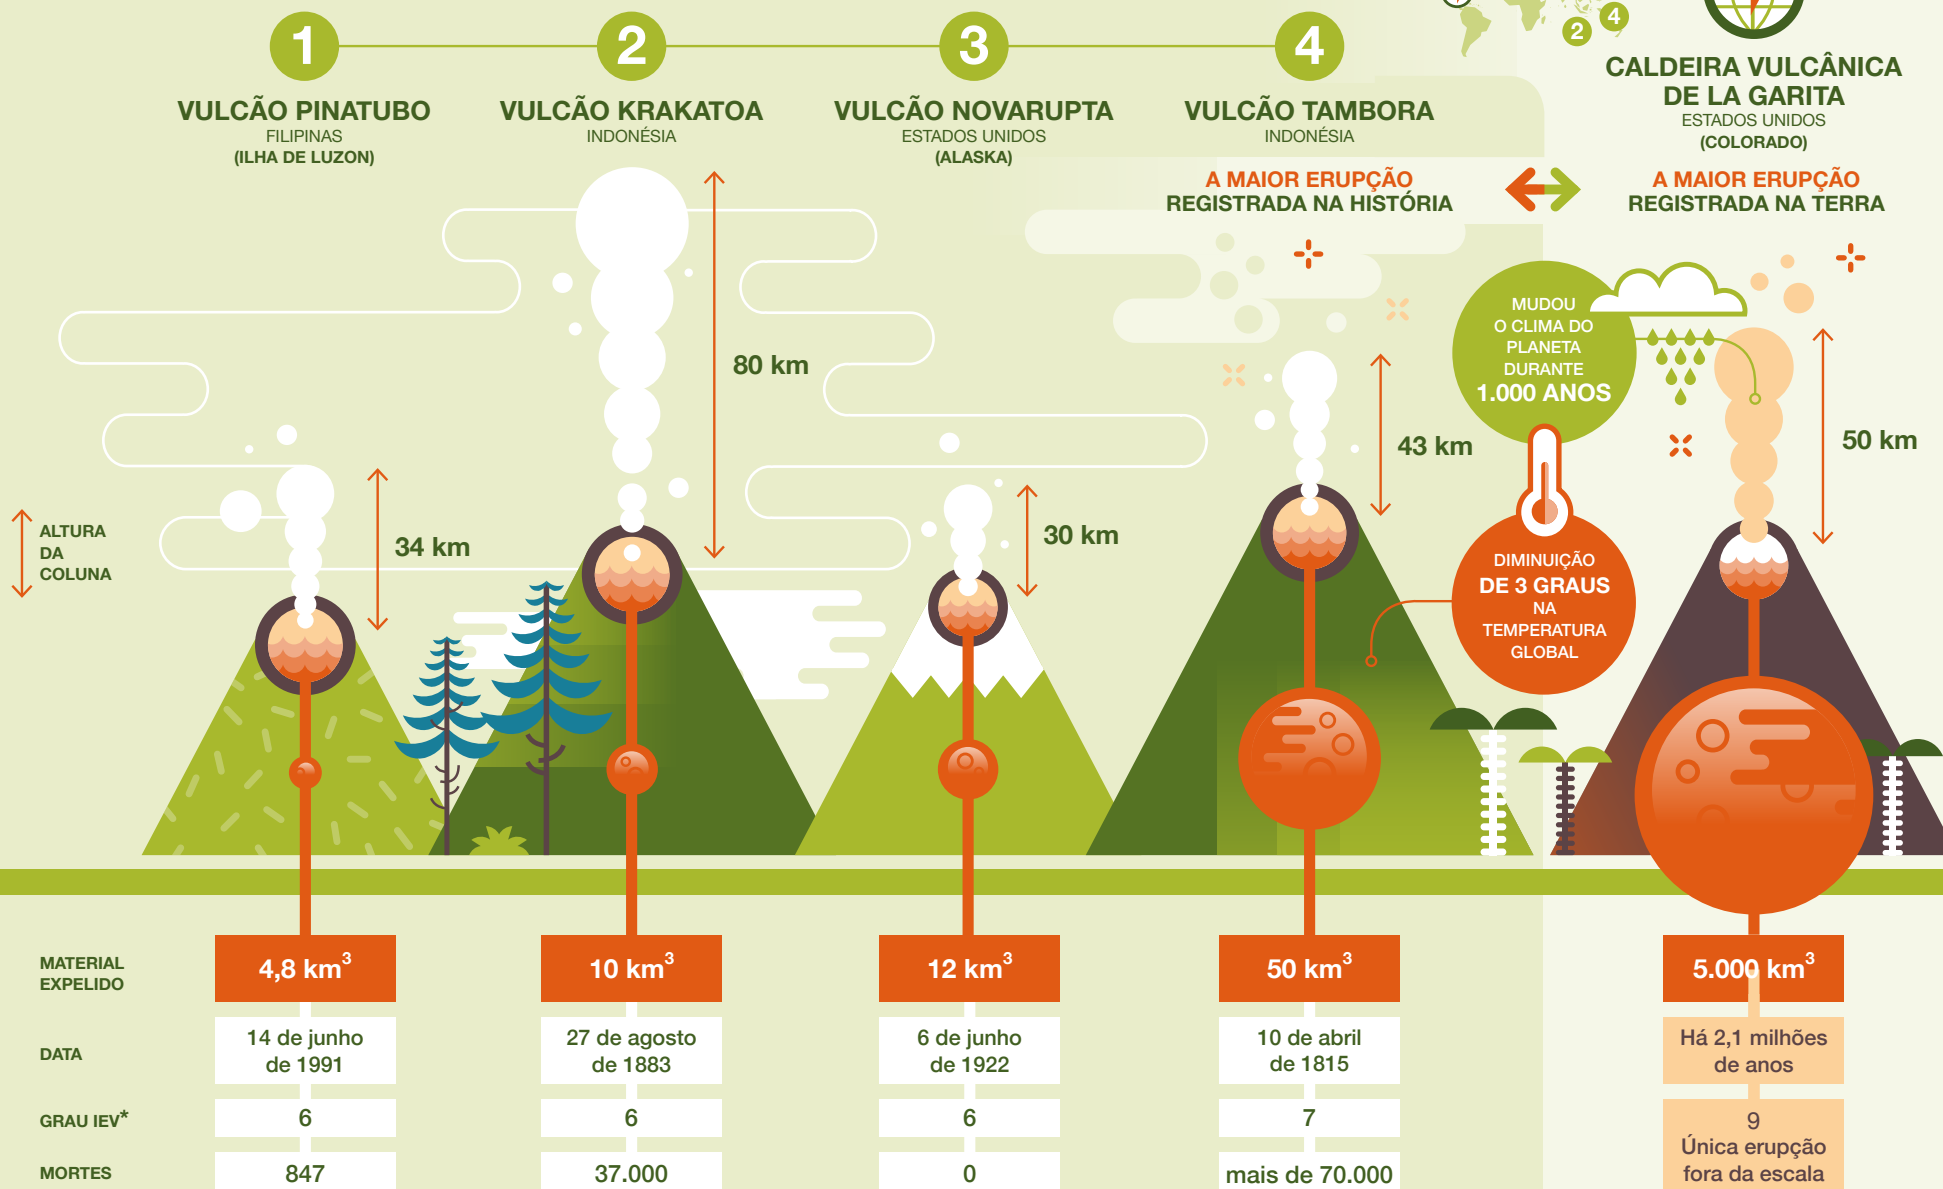 1
2
3
4
2
4
VULCÃO PINATUBO
FILIPINAS
(ILHA DE LUZON)
VULCÃO KRAKATOA
INDONÉSIA
VULCÃO NOVARUPTA
ESTADOS UNIDOS
(ALASKA)
VULCÃO TAMBORA
INDONÉSIA
A MAIOR ERUPÇÃO
REGISTRADA NA HISTÓRIA
CALDEIRA VULCÂNICA
DE LA GARITA
ESTADOS UNIDOS
(COLORADO)
A MAIOR ERUPÇÃO
REGISTRADA NA TERRA
MUDOU
O CLIMA DO
PLANETA
DURANTE
1.000 ANOS
DIMINUIÇÃO
DE 3 GRAUS
NA
TEMPERATURA
GLOBAL
ALTURA
DA
COLUNA
34 km
80 km
30 km
43 km
50 km
MATERIAL
EXPELIDO
4,8 km³
10 km³
12 km³
50 km³
5.000 km³
DATA
14 de junho
de 1991
27 de agosto
de 1883
6 de junho
de 1922
10 de abril
de 1815
Há 2,1 milhões
de anos
GRAU IEV*
6
6
6
7
9
Única erupção
fora da escala
MORTES
847
37.000
0
mais de 70.000